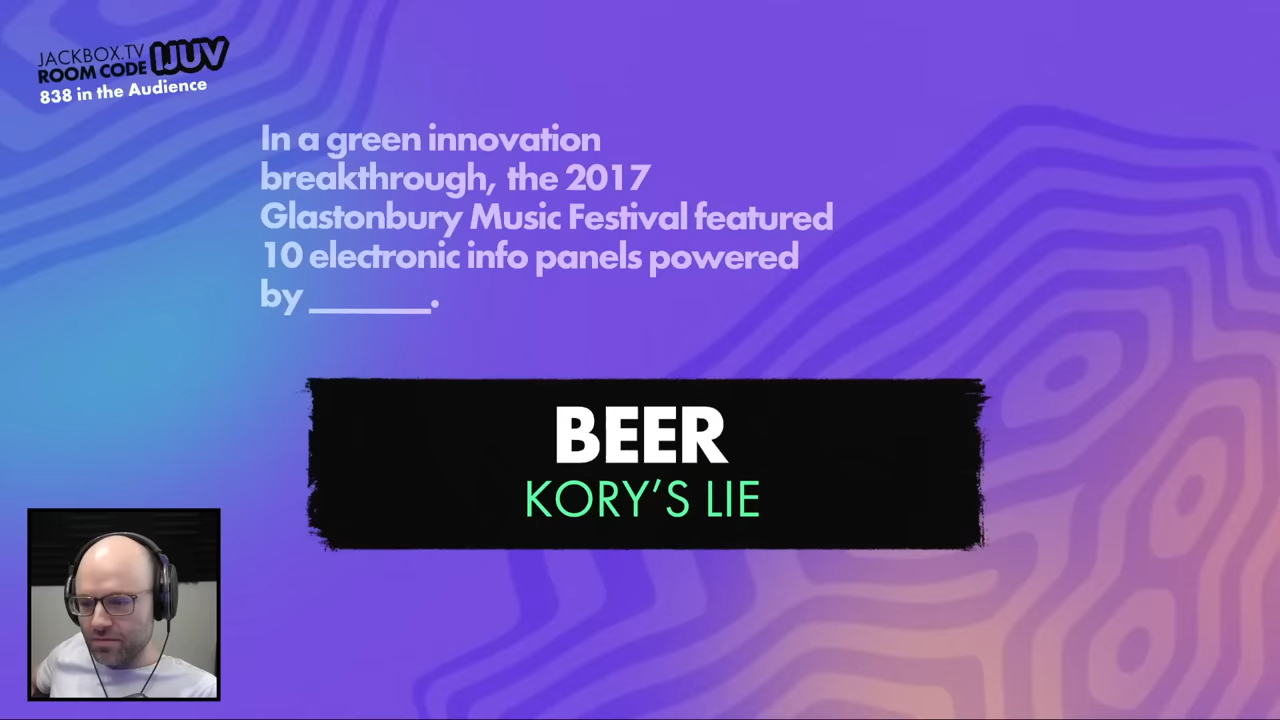 JACKBOX.TV
ROOM CODE IJUV
838 in the Audience
In a green innovation
breakthrough, the 2017
Glastonbury Music Festival featured
10 electronic info panels powered
by ______.
BEER
KORY'S LIE